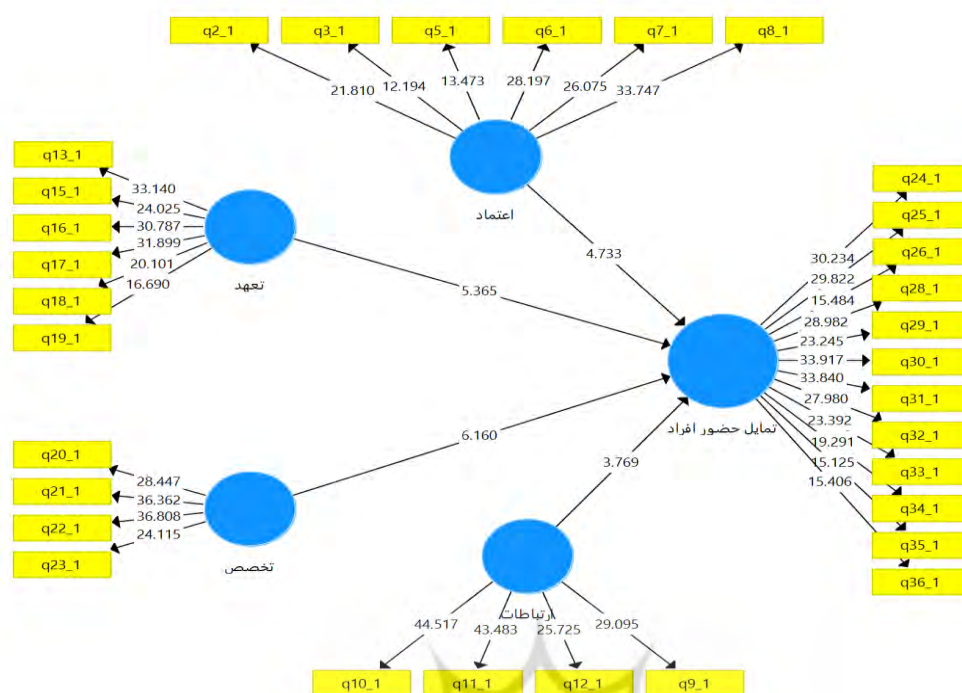 q2_1 q3_1 q5_1 q6_1 q7_1 q8_1
21.810 12.194 13.473 28.197 26.075 33.747
اعتماد
q13_1
q15_1
q16_1
q17_1
q18_1
q19_1
33.140
24.025
30.787
31.899
20.101
16.690
تعهد
4.733
5.365
6.160
3.769
q24_1
q25_1
q26_1
q28_1
q29_1
q30_1
q31_1
q32_1
q33_1
q34_1
q35_1
q36_1
30.234
29.822
15.484
28.982
23.245
33.917
33.840
27.980
23.392
19.291
15.125
15.406
تمایل حضور افراد
q20_1
q21_1
q22_1
q23_1
28.447
36.362
36.808
24.115
تخصص
ارتباطات
44.517 43.483 25.725 29.095
q10_1 q11_1 q12_1 q9_1